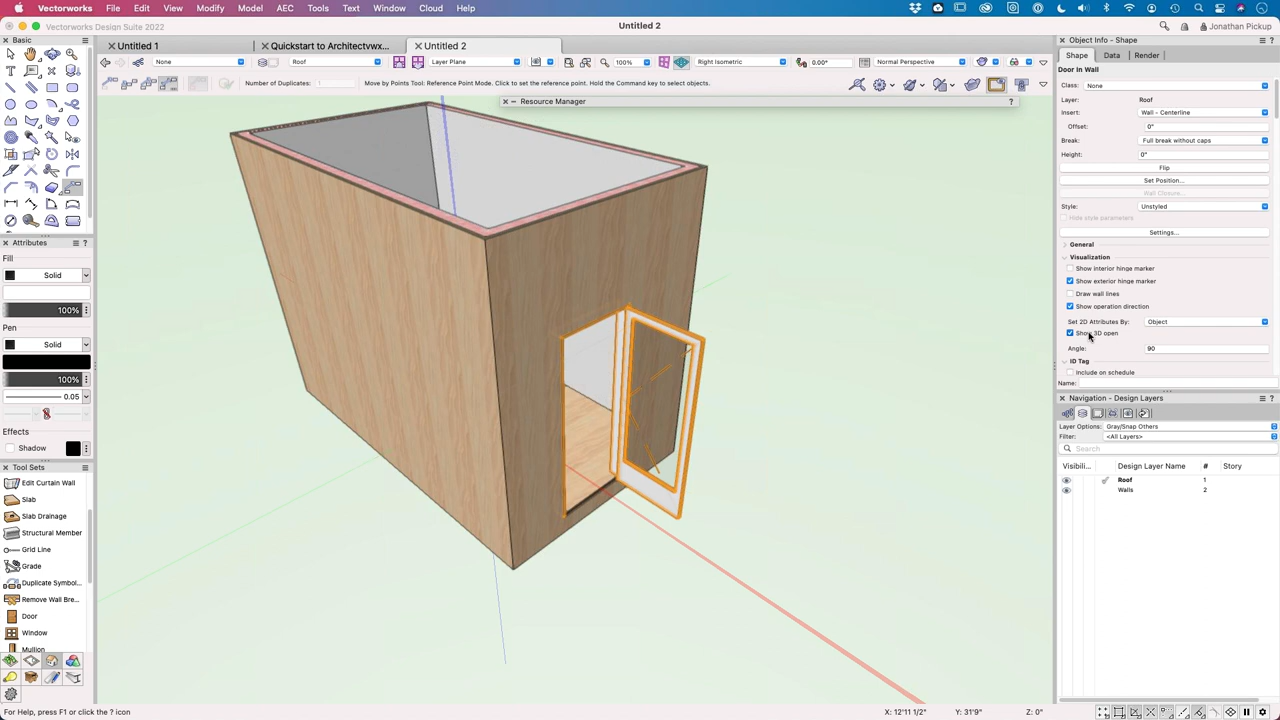 File Edit View Modify Model AEC Tools Text Window Cloud Help
Vectorworks Design Suite 2022 Untitled 2 Jonathan Pickup
Basic
Untitled 1 Quickstart to Architectvwx... Untitled 2
None Roof Layer Plane 100% Right Isometric 0.00° Normal Perspective
Number of Duplicates: 1 Move by Points Tool: Reference Point Mode. Click to set the reference point. Hold the Command key to select objects.
Resource Manager ?
Attributes ?
Fill
Solid
100%
Pen
Solid
100%
0.05
Effects
Shadow
Tool Sets
Edit Curtain Wall
Slab
Slab Drainage
Structural Member
Grid Line
Grade
Duplicate Symbol...
Remove Wall Bre...
Door
Window
Mullion
Object Info - Shape ?
Shape Data Render
Door In Wall
Class: None
Layer: Roof
Insert: Wall - Centerline
Offset: 0"
Break: Full break without caps
Height: 0"
Flip
Set Position...
Wall Closure...
Style: Unstyled
Hide style parameters
Settings...
General
Visualization
Show interior hinge marker
Show exterior hinge marker
Draw wall lines
Show operation direction
Set 2D Attributes By: Object
Show 3D open
Angle: 90
ID Tag
Include on schedule
Name:
Navigation - Design Layers ?
Layer Options: Gray/Snap Others
Filter: <All Layers>
Search
Visibili... Design Layer Name # Story
Roof 1
Walls 2
For Help, press F1 or click the ? icon X: 12'11 1/2" Y: 31'9" Z: 0"